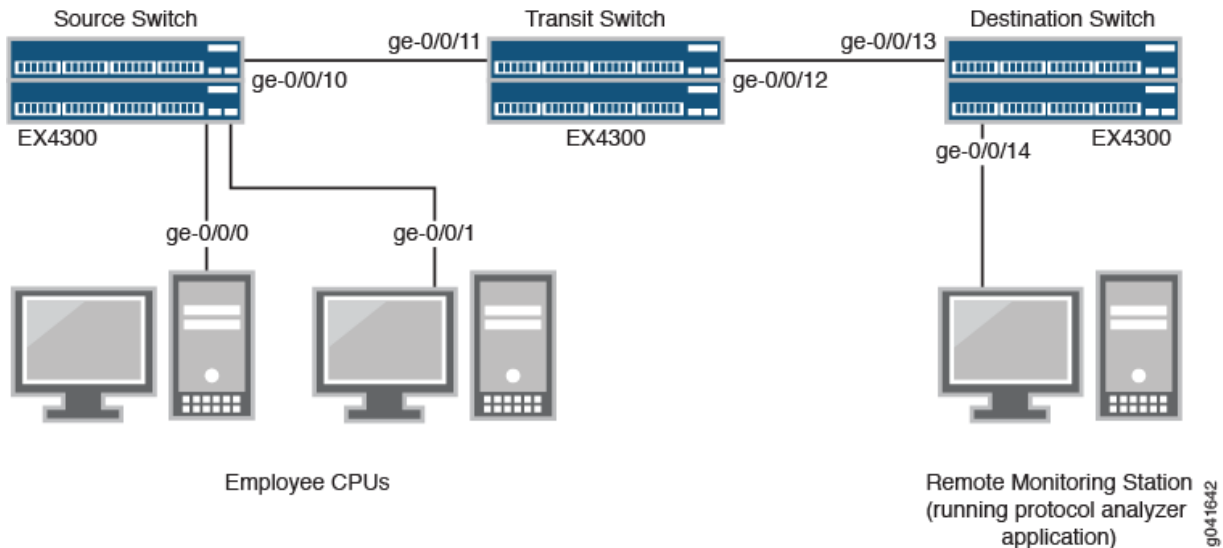 Source Switch
Transit Switch
Destination Switch
ge-0/0/11
ge-0/0/13
ge-0/0/10
ge-0/0/12
EX4300
EX4300
EX4300
ge-0/0/14
ge-0/0/0
ge-0/0/1
Employee CPUs
Remote Monitoring Station
(running protocol analyzer
application)
g041642